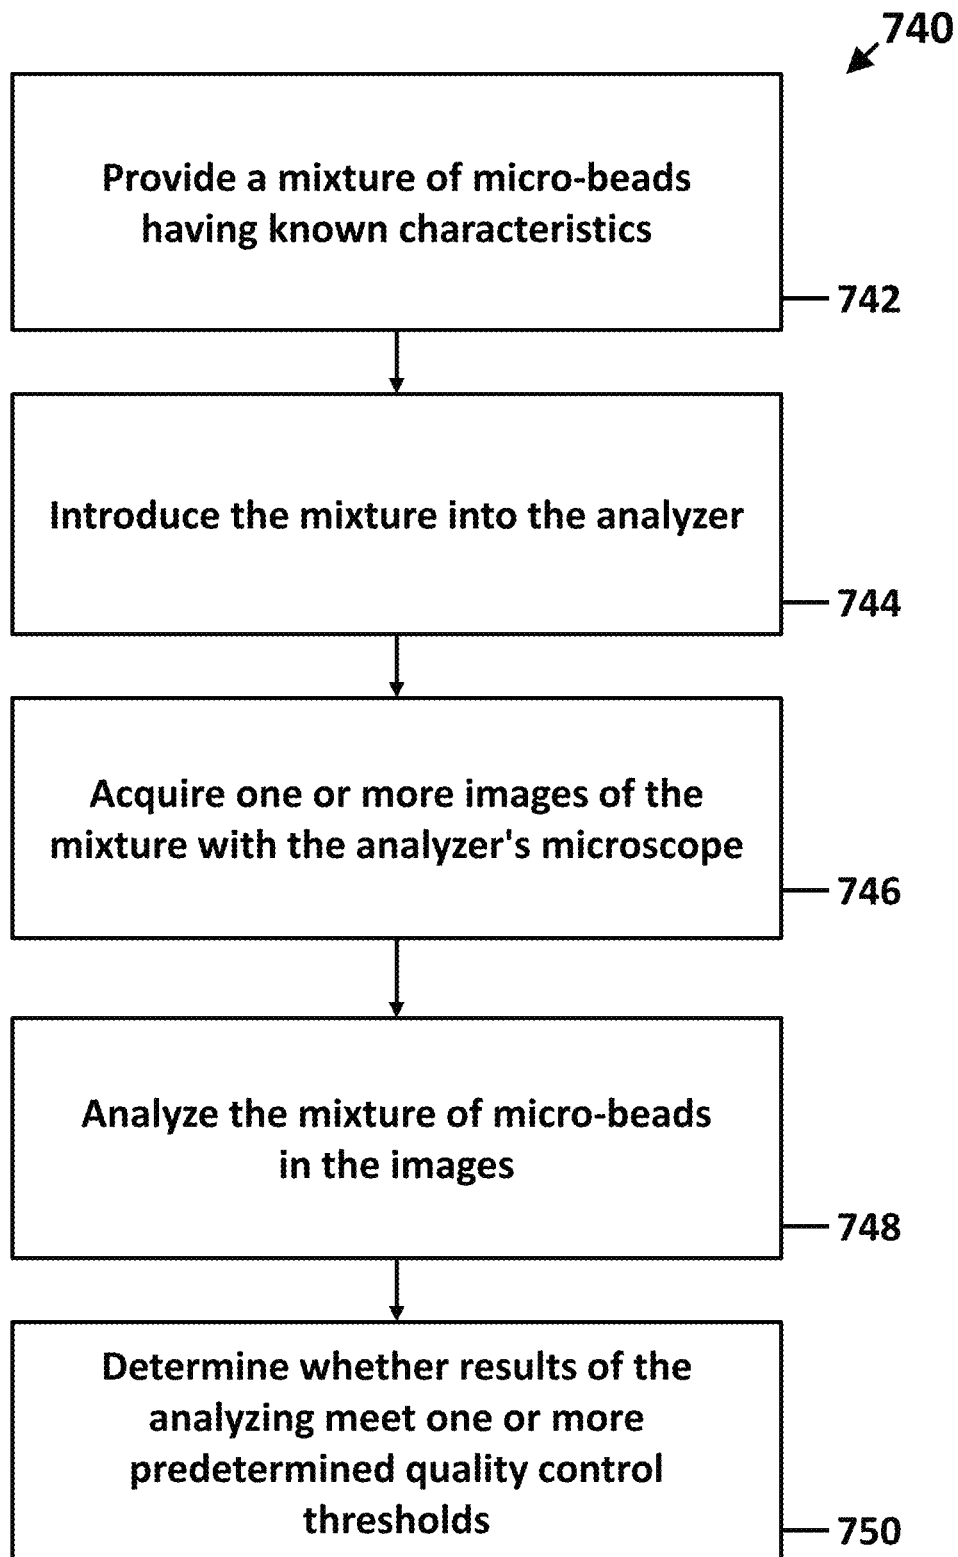 740
Provide a mixture of micro-beads
having known characteristics
742
Introduce the mixture into the analyzer
744
Acquire one or more images of the
mixture with the analyzer's microscope
746
Analyze the mixture of micro-beads
in the images
748
Determine whether results of the
analyzing meet one or more
predetermined quality control
thresholds
750